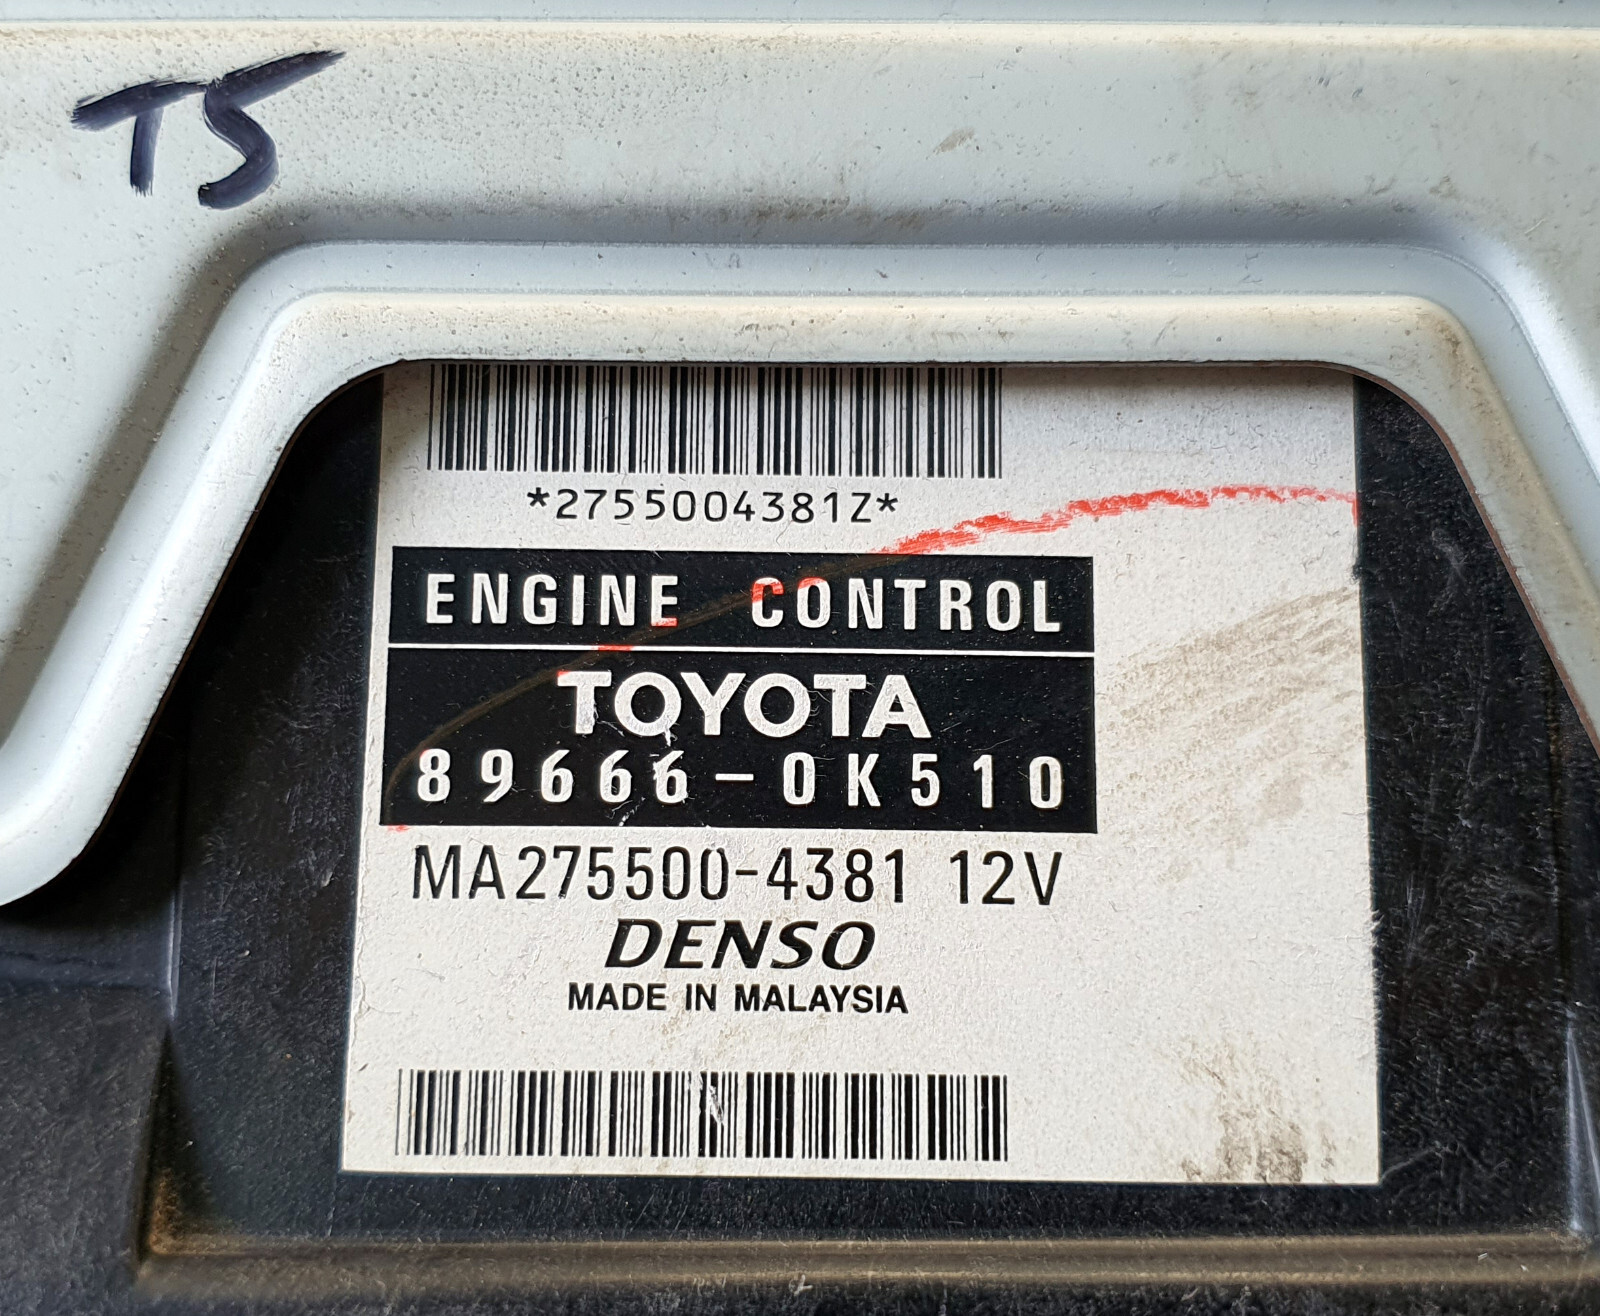 T5
*2755004381Z*
ENGINE CONTROL
TOYOTA
89666-0K510
MA275500-4381 12V
DENSO
MADE IN MALAYSIA